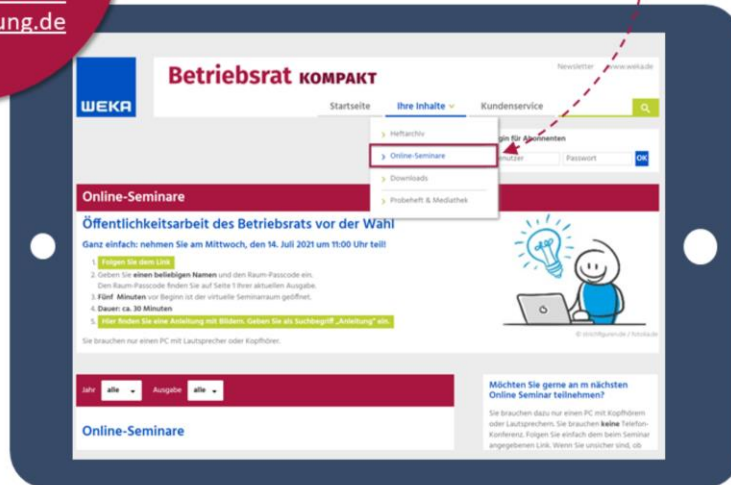 ung.de
WEKA
Betriebsrat KOMPAKT
Newsletter www.weka.de
Startseite Ihre Inhalte Kundenservice
Heftarchiv
Online-Seminare
Downloads
Probeheft & Mediathek
gin für Abonnenten
enutzer Passwort OK
Online-Seminare
Öffentlichkeitsarbeit des Betriebsrats vor der Wahl
Ganz einfach: nehmen Sie am Mittwoch, den 14. Juli 2021 um 11:00 Uhr teil!
1. Folgen Sie dem Link
2. Geben Sie einen beliebigen Namen und den Raum-Passcode ein.
Den Raum-Passcode finden Sie auf Seite 1 Ihrer aktuellen Ausgabe.
3. Fünf Minuten vor Beginn ist der virtuelle Seminarraum geöffnet.
4. Dauer: ca. 30 Minuten
5. Hier finden Sie eine Anleitung mit Bildern. Geben Sie als Suchbegriff „Anleitung" ein.
Sie brauchen nur einen PC mit Lautsprecher oder Kopfhörer.
© strichfiguren.de / fotolia.de
Jahr alle Ausgabe alle
Online-Seminare
Möchten Sie gerne an m nächsten
Online Seminar teilnehmen?
Sie brauchen dazu nur einen PC mit Kopfhörern
oder Lautsprechern. Sie brauchen keine Telefon-
Konferenz. Folgen Sie einfach dem beim Seminar
angegebenen Link. Wenn Sie unsicher sind, ob